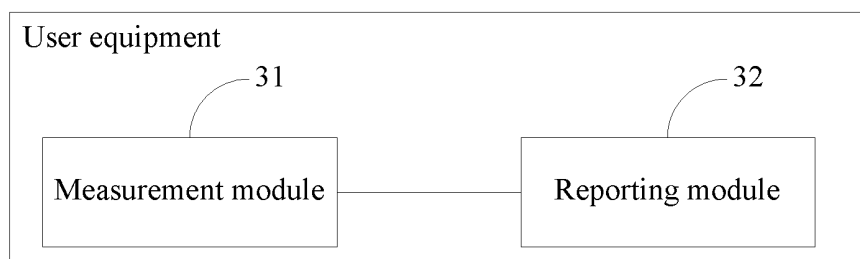 User equipment
31
32
Measurement module
Reporting module